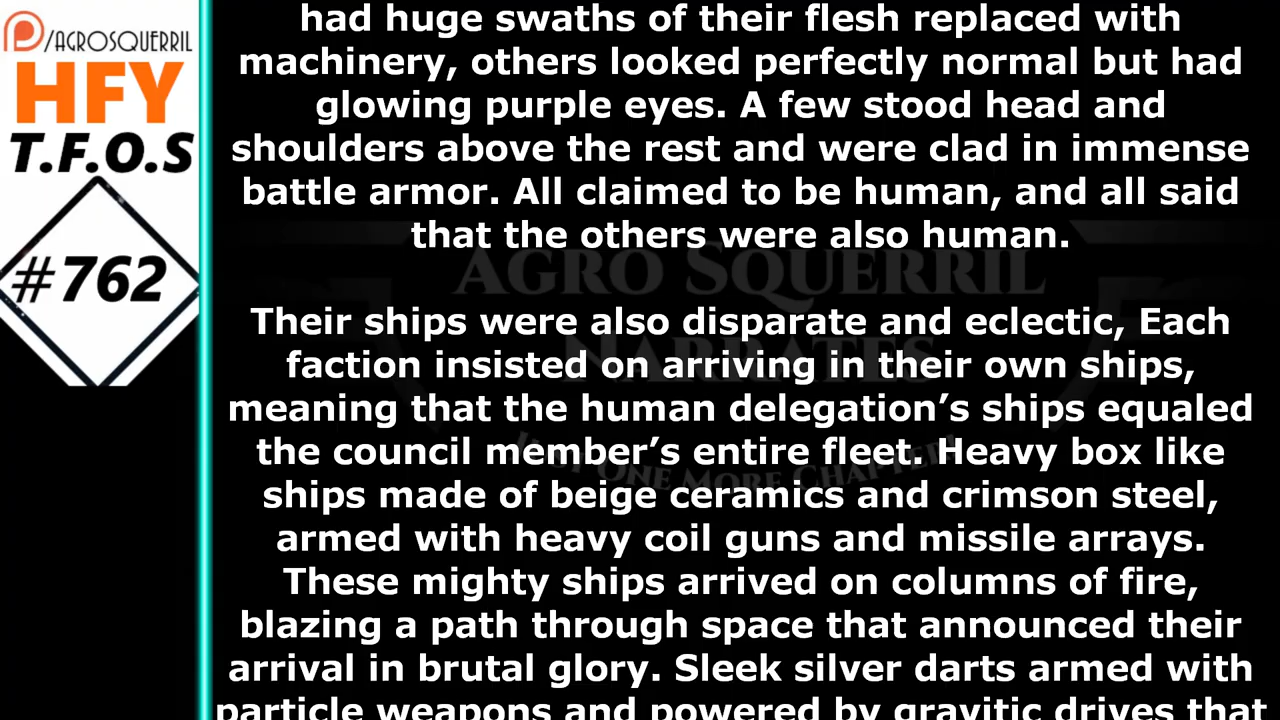 /AGROSQUERRIL
HFY
T.F.O.S
#762
had huge swaths of their flesh replaced with
machinery, others looked perfectly normal but had
glowing purple eyes. A few stood head and
shoulders above the rest and were clad in immense
battle armor. All claimed to be human, and all said
that the others were also human.
Their ships were also disparate and eclectic, Each
faction insisted on arriving in their own ships,
meaning that the human delegation’s ships equaled
the council member’s entire fleet. Heavy box like
ships made of beige ceramics and crimson steel,
armed with heavy coil guns and missile arrays.
These mighty ships arrived on columns of fire,
blazing a path through space that announced their
arrival in brutal glory. Sleek silver darts armed with
particle weapons and powered by gravitic drives that
AGRO SQUERRIL
NARRATES
JUST ONE MORE CHAPTER!